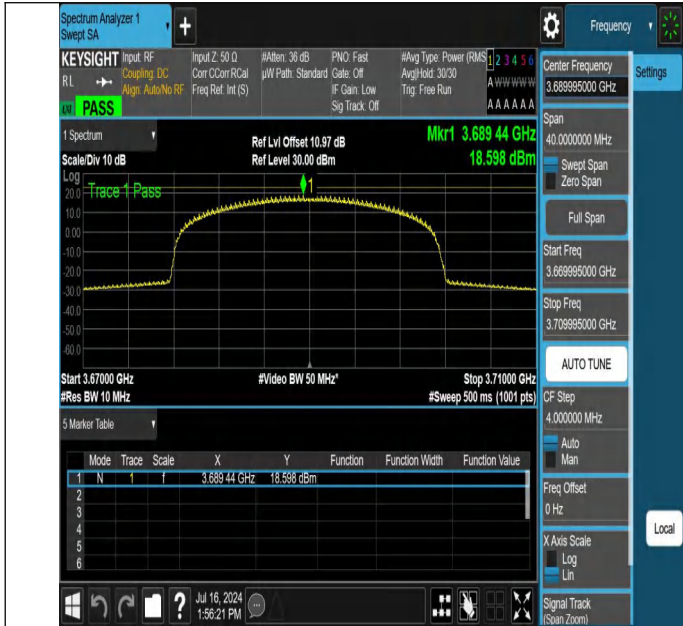 Spectrum Analyzer 1
Swept SA
+
Frequency
KEYSIGHT
RL
PASS
Input: RF
Coupling: DC
Align: Auto/No RF
Input Z: 50 Ω
Corr CCorr RCal
Freq Ref: Int (S)
#Atten: 36 dB
µW Path: Standard
PNO: Fast
Gate: Off
IF Gain: Low
Sig Track: Off
#Avg Type: Power (RMS
Avg|Hold: 30/30
Trig: Free Run
1 2 3 4 5 6
A W W W W W
A A A A A A
1 Spectrum
Scale/Div 10 dB
Ref Lvl Offset 10.97 dB
Ref Level 30.00 dBm
Mkr1 3.689 44 GHz
18.598 dBm
Log
Trace 1 Pass
1
20.0
10.0
0.00
-10.0
-20.0
-30.0
-40.0
-50.0
-60.0
Start 3.67000 GHz
#Video BW 50 MHz*
Stop 3.71000 GHz
#Res BW 10 MHz
#Sweep 500 ms (1001 pts)
5 Marker Table
Mode Trace Scale X Y Function Function Width Function Value
1 N 1 f 3.689 44 GHz 18.598 dBm
2
3
4
5
6
? Jul 16, 2024
1:56:21 PM
Center Frequency
3.689995000 GHz
Settings
Span
40.0000000 MHz
Swept Span
Zero Span
Full Span
Start Freq
3.669995000 GHz
Stop Freq
3.709995000 GHz
AUTO TUNE
CF Step
4.000000 MHz
Auto
Man
Freq Offset
0 Hz
Local
X Axis Scale
Log
Lin
Signal Track
(Span Zoom)